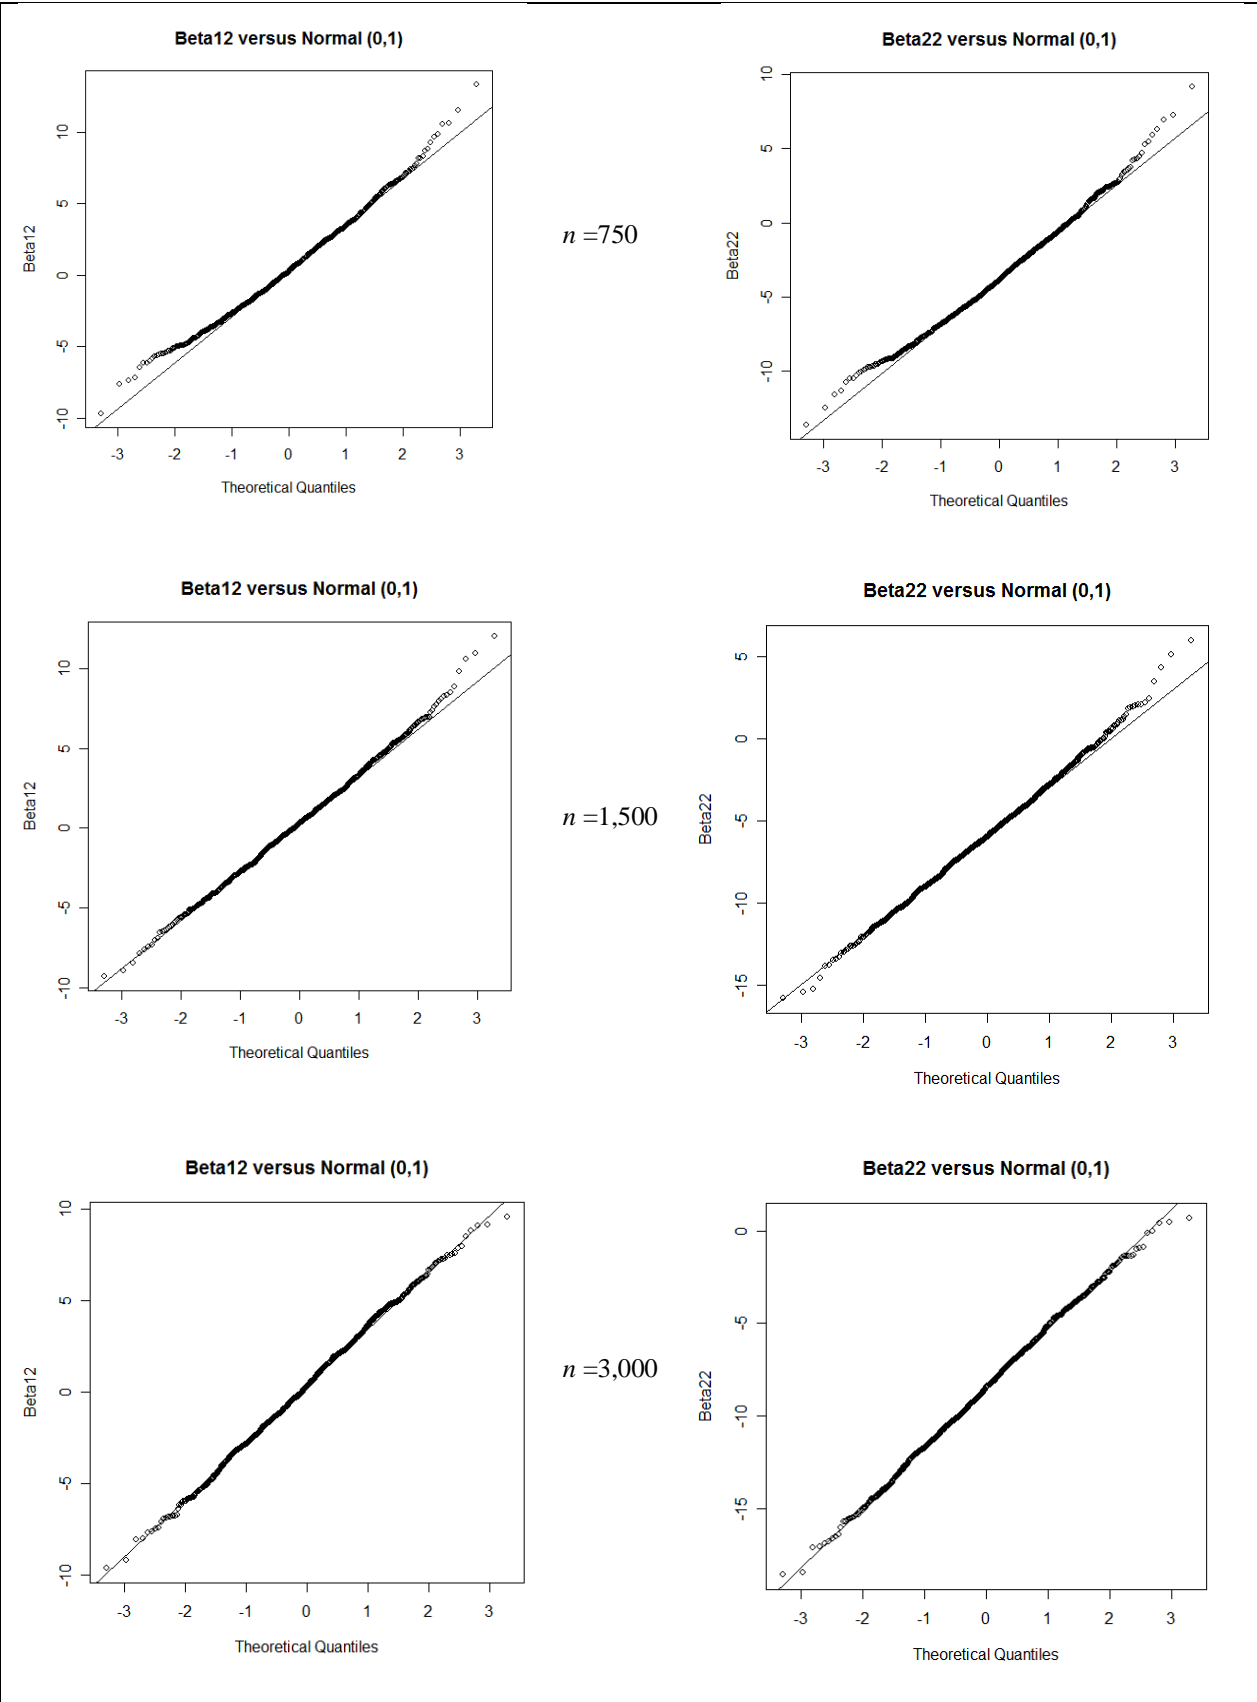 Beta12 versus Normal (0,1)
Beta12
10
5
0
-5
-10
-3 -2 -1 0 1 2 3
Theoretical Quantiles
n =750
Beta22 versus Normal (0,1)
Beta22
10
5
0
-5
-10
-3 -2 -1 0 1 2 3
Theoretical Quantiles
Beta12 versus Normal (0,1)
Beta12
10
5
0
-5
-10
-3 -2 -1 0 1 2 3
Theoretical Quantiles
n =1,500
Beta22 versus Normal (0,1)
Beta22
5
0
-5
-10
-15
-3 -2 -1 0 1 2 3
Theoretical Quantiles
Beta12 versus Normal (0,1)
Beta12
10
5
0
-5
-10
-3 -2 -1 0 1 2 3
Theoretical Quantiles
n =3,000
Beta22 versus Normal (0,1)
Beta22
0
-5
-10
-15
-3 -2 -1 0 1 2 3
Theoretical Quantiles